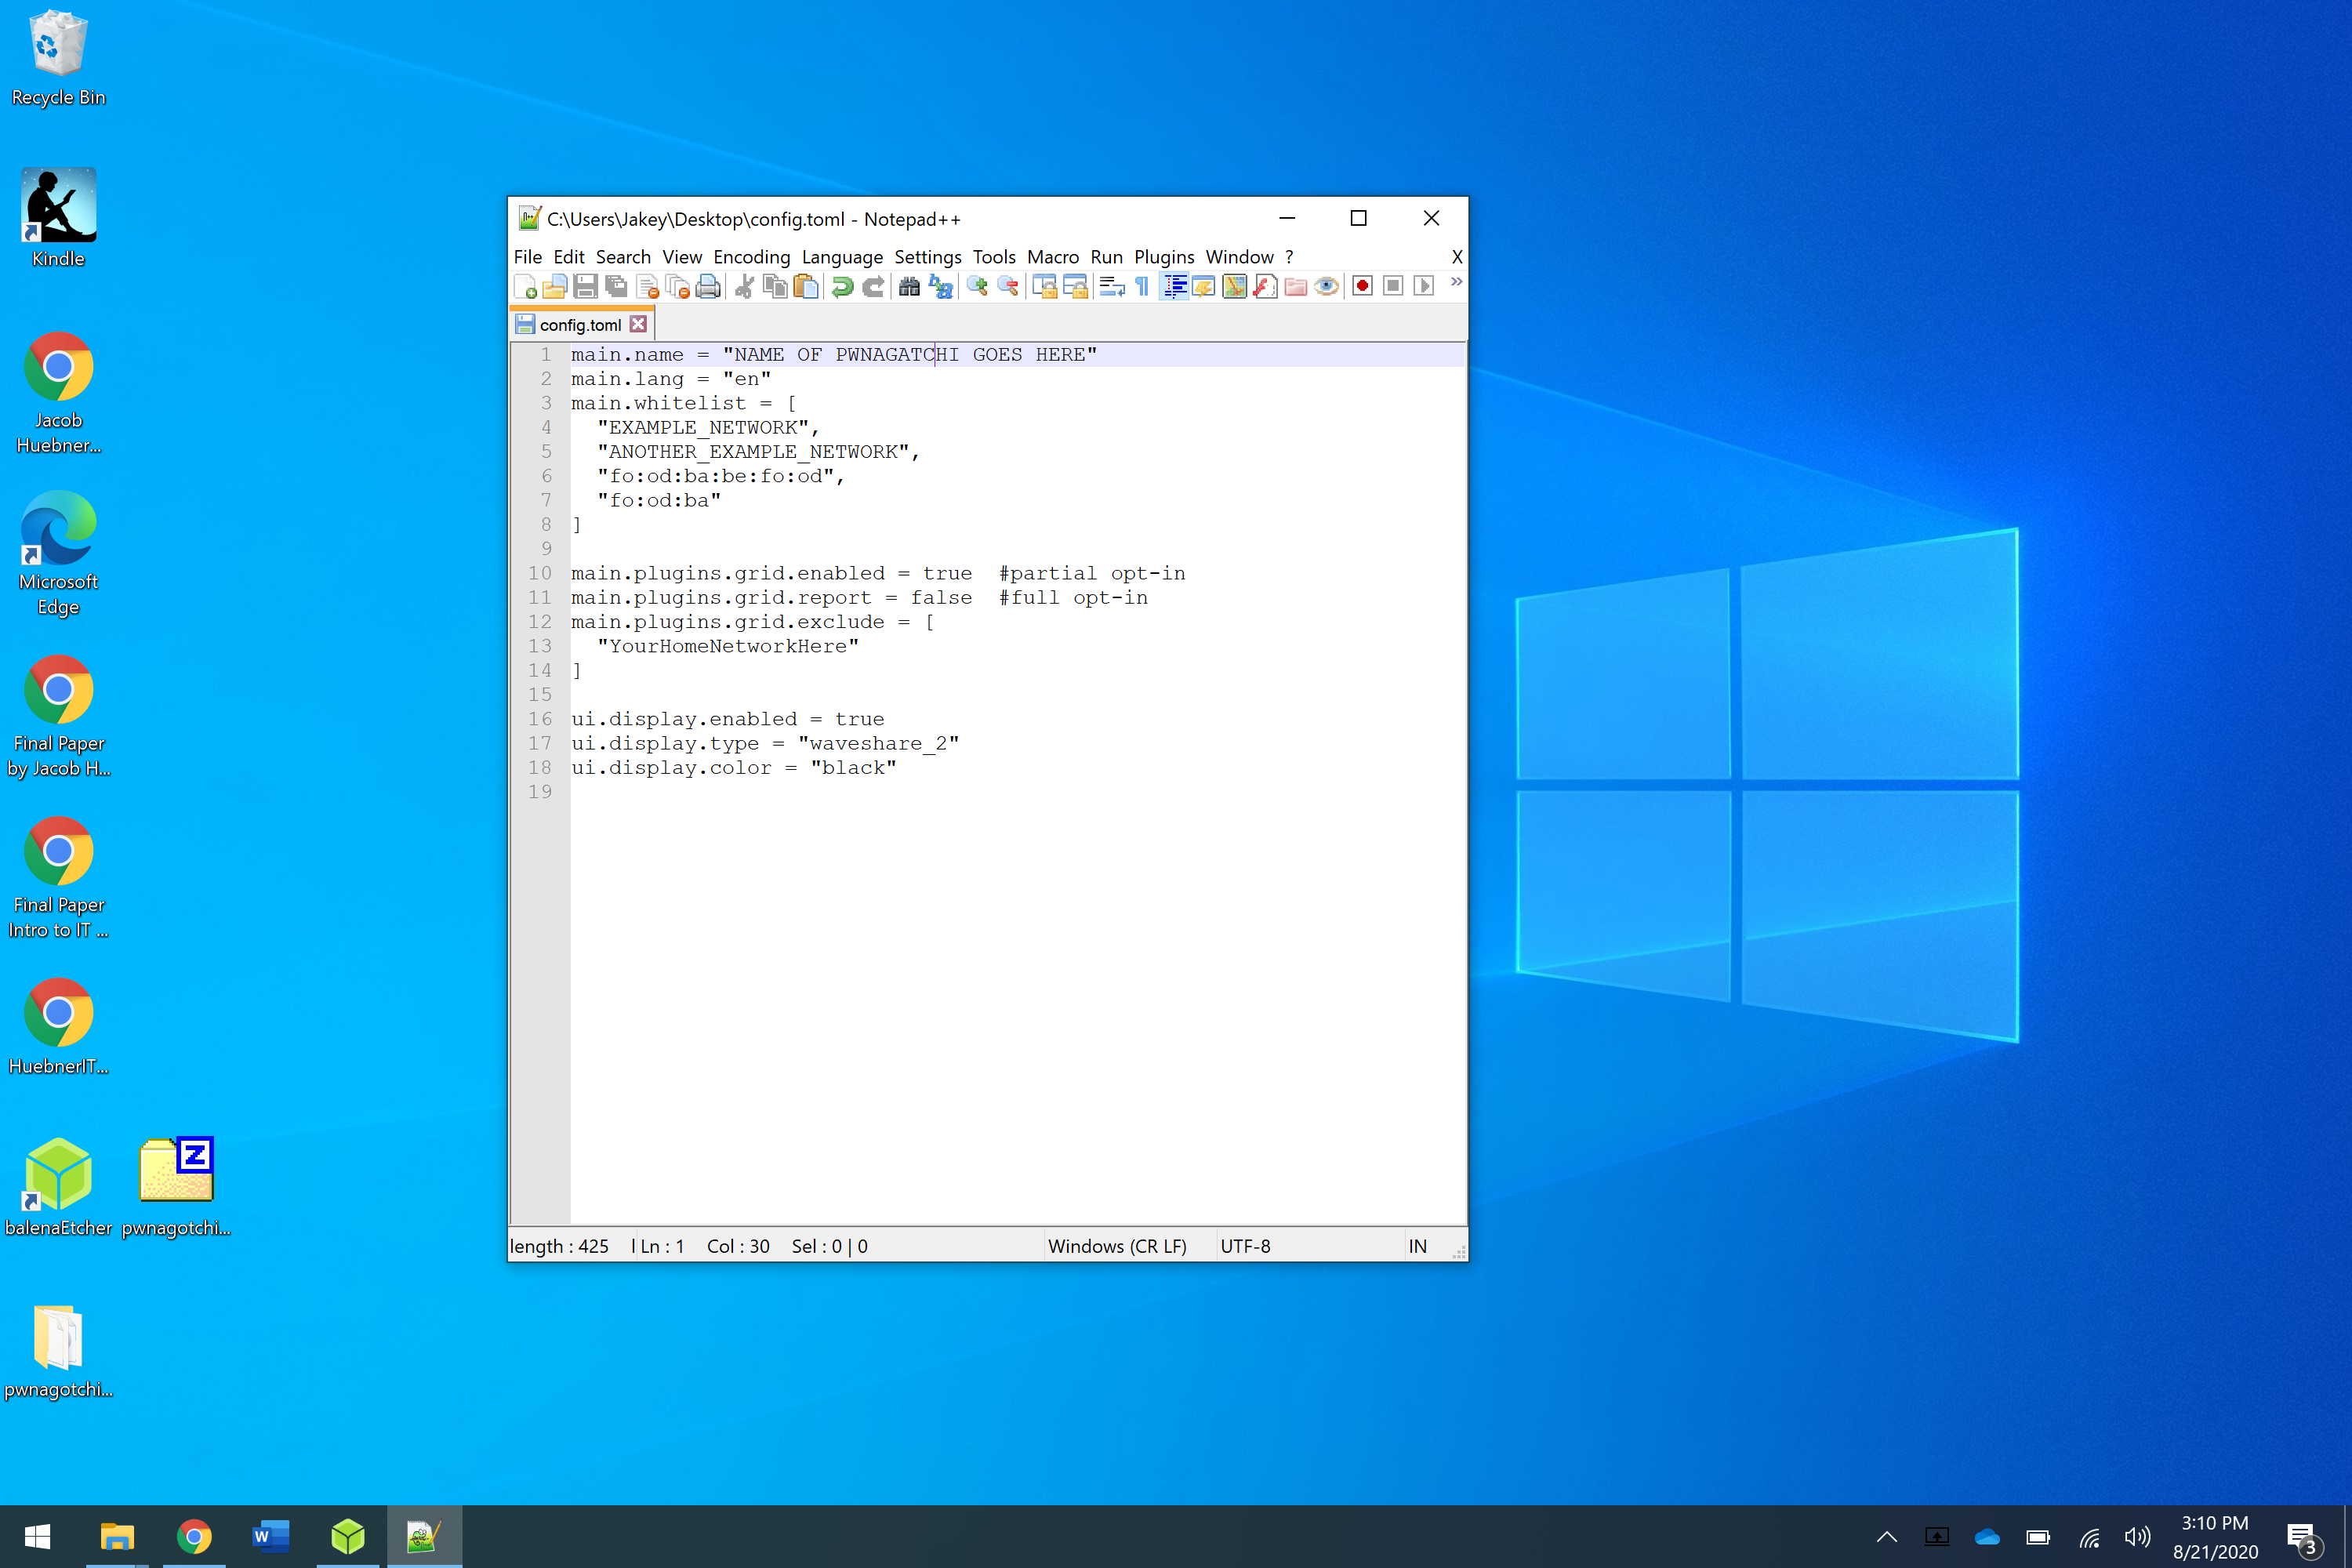 Recycle Bin
Kindle
Jacob
Huebner...
Microsoft
Edge
Final Paper
by Jacob H...
Final Paper
Intro to IT ...
HuebnerIT...
balenaEtcher
pwnagotchi...
pwnagotchi...
C:\Users\Jakey\Desktop\config.toml - Notepad++
File Edit Search View Encoding Language Settings Tools Macro Run Plugins Window ? X
config.toml
1 main.name = "NAME OF PWNAGATCHI GOES HERE"
2 main.lang = "en"
3 main.whitelist = [
4 "EXAMPLE_NETWORK",
5 "ANOTHER_EXAMPLE_NETWORK",
6 "fo:od:ba:be:fo:od",
7 "fo:od:ba"
8 ]
9
10 main.plugins.grid.enabled = true #partial opt-in
11 main.plugins.grid.report = false #full opt-in
12 main.plugins.grid.exclude = [
13 "YourHomeNetworkHere"
14 ]
15
16 ui.display.enabled = true
17 ui.display.type = "waveshare_2"
18 ui.display.color = "black"
19
length : 425 l Ln : 1 Col : 30 Sel : 0 | 0 Windows (CR LF) UTF-8 IN
3:10 PM
8/21/2020
3